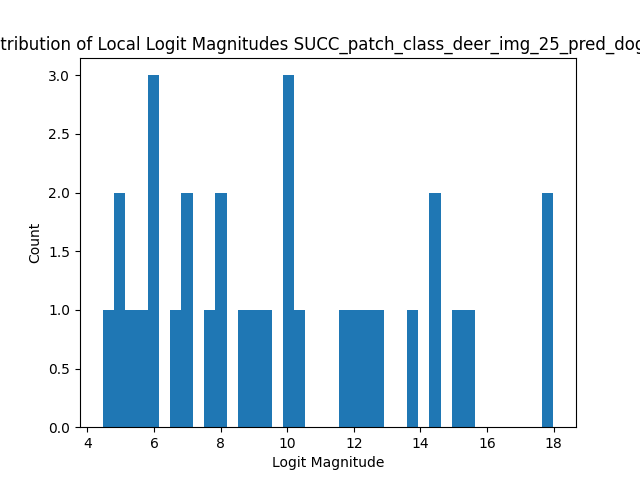 tribution of Local Logit Magnitudes SUCC_patch_class_deer_img_25_pred_dog
3.0
2.5
2.0
1.5
1.0
0.5
0.0
Count
4 6 8 10 12 14 16 18
Logit Magnitude